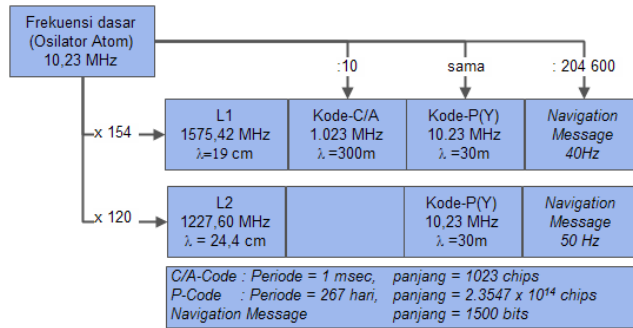 Frekuensi dasar
(Osilator Atom)
10,23 MHz
:10
sama
: 204 600
x 154
L1
1575,42 MHz
λ=19 cm
Kode-C/A
1.023 MHz
λ =300m
Kode-P(Y)
10.23 MHz
λ =30m
Navigation
Message
40Hz
x 120
L2
1227,60 MHz
λ = 24,4 cm
Kode-P(Y)
10,23 MHz
λ =30m
Navigation
Message
50 Hz
C/A-Code : Periode = 1 msec, panjang = 1023 chips
P-Code : Periode = 267 hari, panjang = 2.3547 x 10¹⁴ chips
Navigation Message panjang = 1500 bits